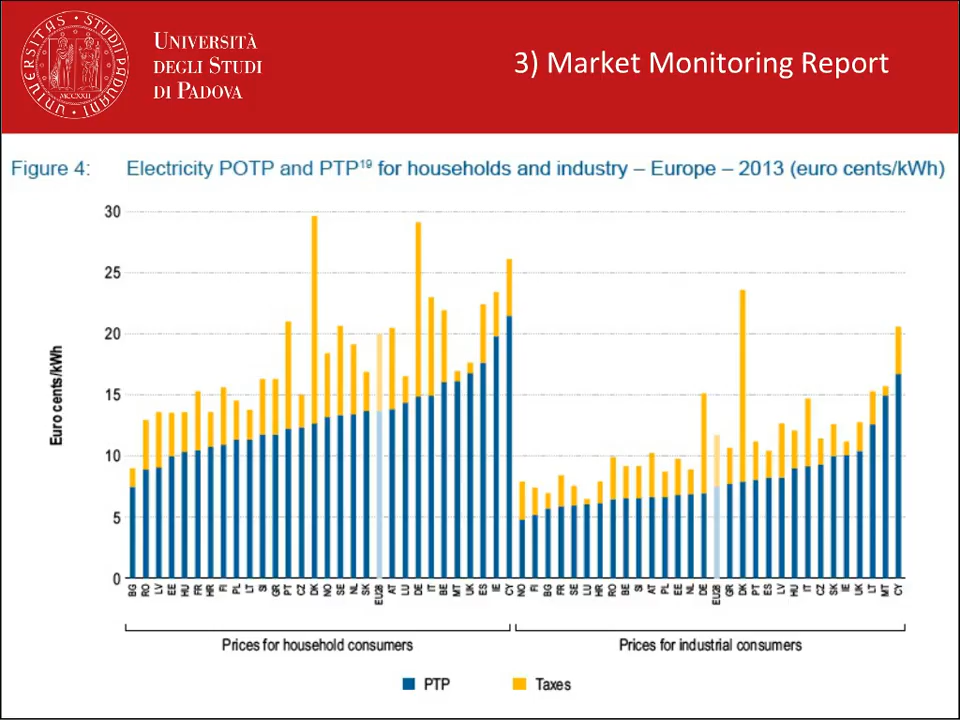 UNIVERSITÀ
DEGLI STUDI
DI PADOVA
UNIVERSITAS · STUDII PADUANI ·
MCCXXII
3) Market Monitoring Report
Figure 4: Electricity POTP and PTP¹⁹ for households and industry – Europe – 2013 (euro cents/kWh)
30
25
20
15
10
5
0
Euro cents/kWh
BG RO LV EE HU FR HR FI PL LT SI GR PT CZ DK NO SE NL SK EU28 AT LU DE IT BE MT UK ES IE CY NO FI BG FR SE LU HR RO BE SI AT PL EE NL DE EU28 GR DK PT ES LV HU IT CZ SK IE UK LT MT CY
Prices for household consumers Prices for industrial consumers
PTP Taxes